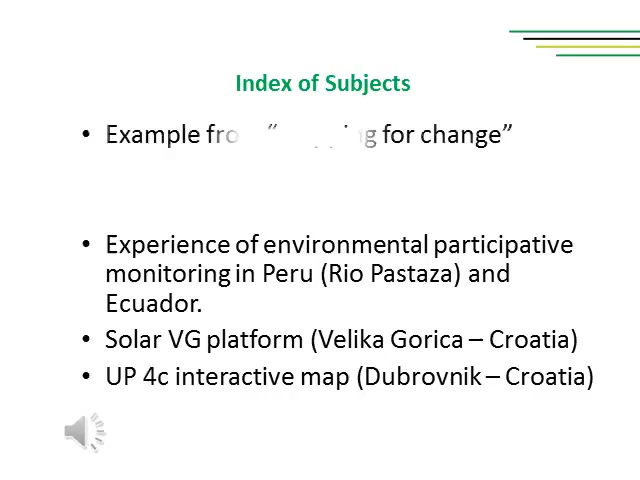 Index of Subjects
• Example from “ for change”
• Experience of environmental participative
monitoring in Peru (Rio Pastaza) and
Ecuador.
• Solar VG platform (Velika Gorica – Croatia)
• UP 4c interactive map (Dubrovnik – Croatia)